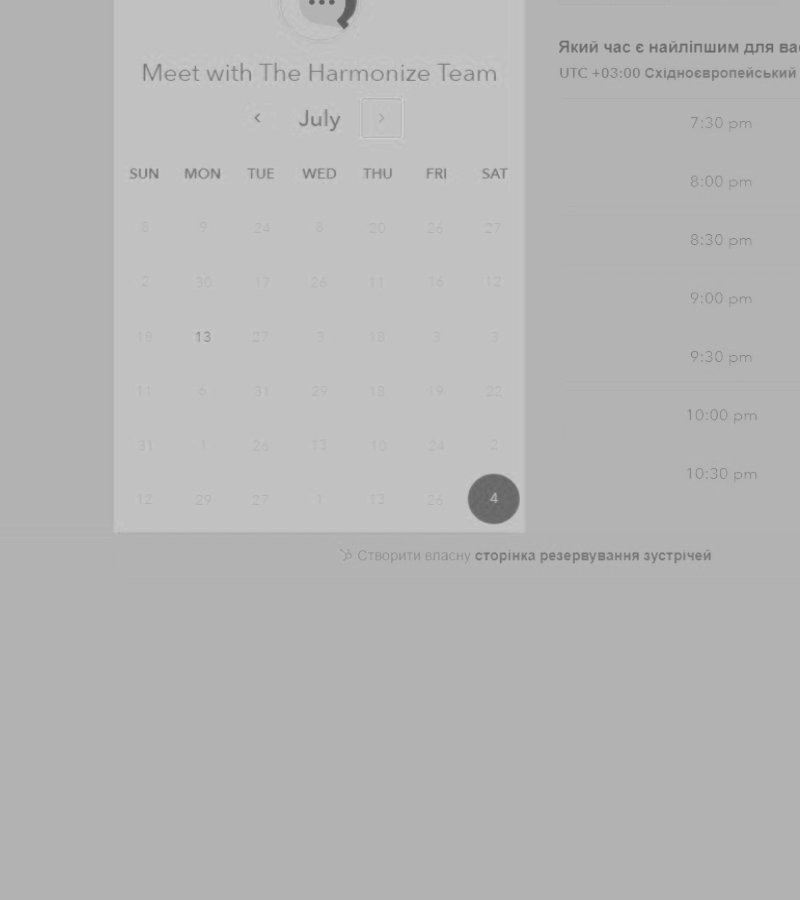 Meet with The Harmonize Team
‹ July ›
SUN MON TUE WED THU FRI SAT
8 9 24 8 20 26 27
2 30 17 26 11 16 12
18 13 27 3 18 3 3
11 6 31 29 18 19 22
31 1 26 13 10 24 2
12 29 27 1 13 26 4
Який час є найліпшим для вас
UTC +03:00 Східноєвропейський
7:30 pm
8:00 pm
8:30 pm
9:00 pm
9:30 pm
10:00 pm
10:30 pm
Створити власну сторінка резервування зустрічей